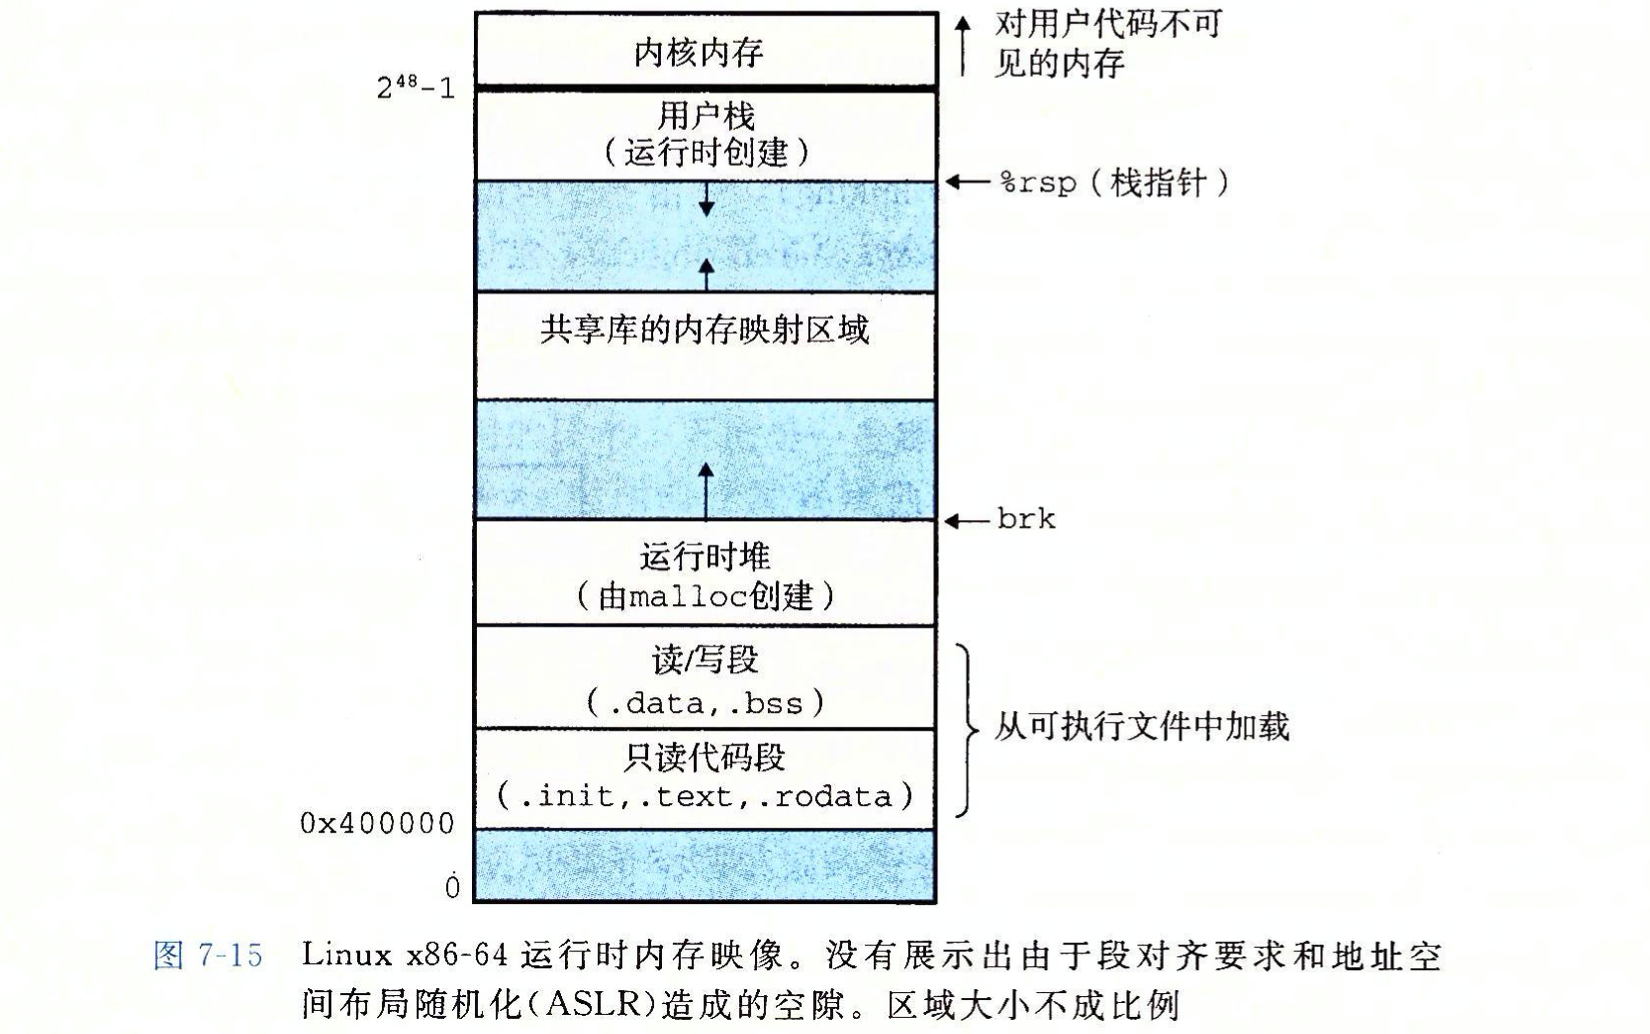 内核内存
对用户代码不可
见的内存
2⁴⁸-1
用户栈
(运行时创建)
%rsp(栈指针)
共享库的内存映射区域
brk
运行时堆
(由malloc创建)
读/写段
(.data,.bss)
从可执行文件中加载
只读代码段
(.init,.text,.rodata)
0x400000
0
图 7-15 Linux x86-64 运行时内存映像。没有展示出由于段对齐要求和地址空
间布局随机化(ASLR)造成的空隙。区域大小不成比例